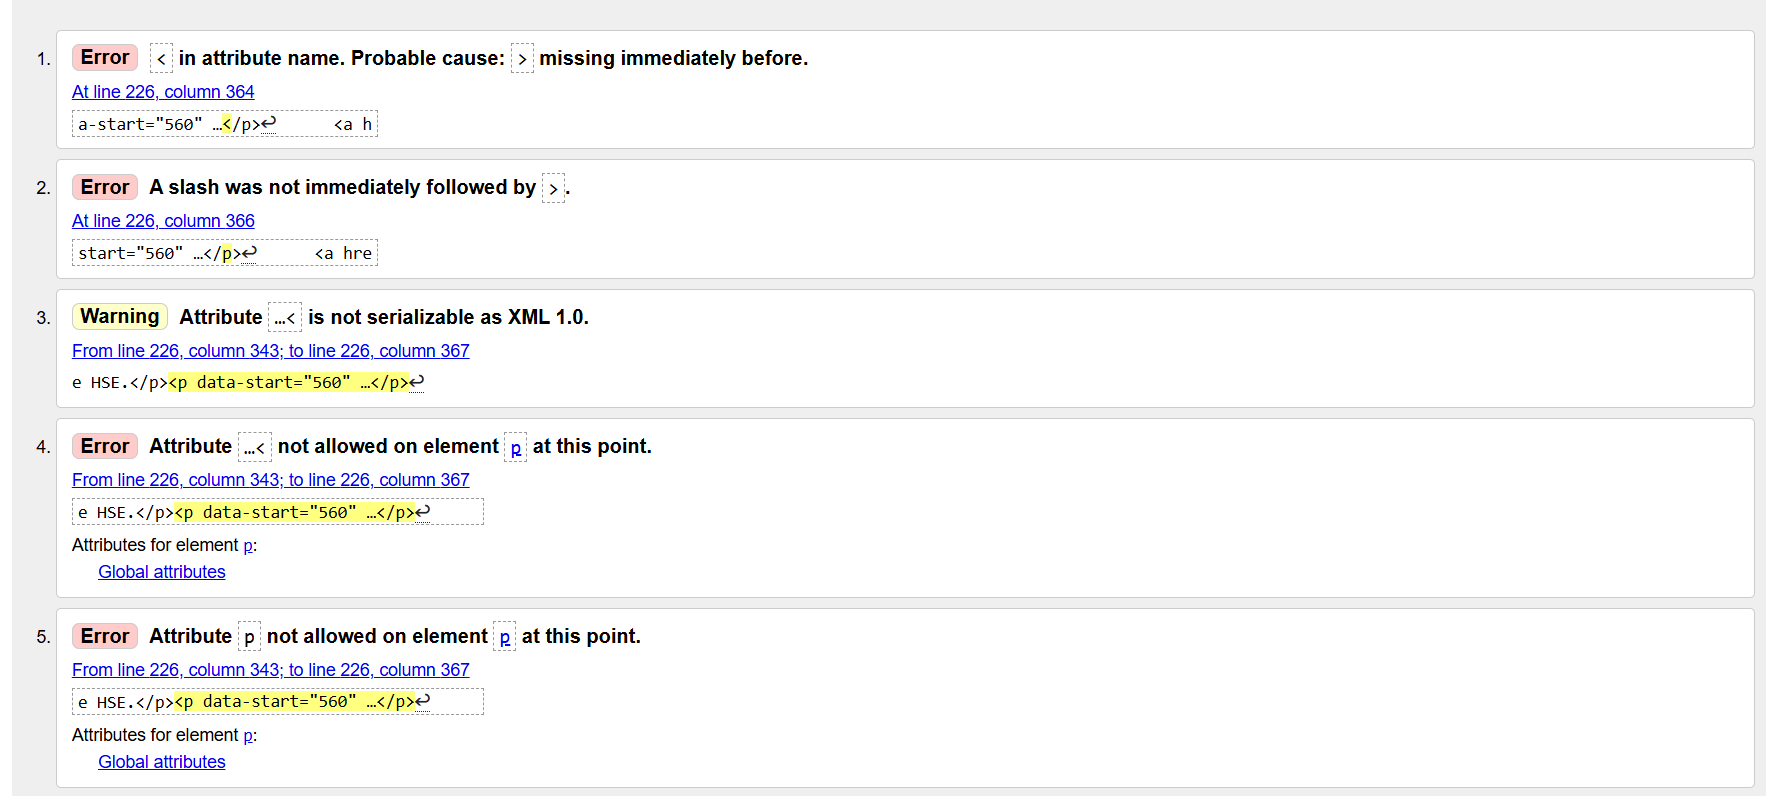 1. Error < in attribute name. Probable cause: > missing immediately before.
At line 226, column 364
a-start="560" …</p>↩ <a h
2. Error A slash was not immediately followed by >.
At line 226, column 366
start="560" …</p>↩ <a hre
3. Warning Attribute …< is not serializable as XML 1.0.
From line 226, column 343; to line 226, column 367
e HSE.</p><p data-start="560" …</p>↩
4. Error Attribute …< not allowed on element p at this point.
From line 226, column 343; to line 226, column 367
e HSE.</p><p data-start="560" …</p>↩
Attributes for element p:
Global attributes
5. Error Attribute p not allowed on element p at this point.
From line 226, column 343; to line 226, column 367
e HSE.</p><p data-start="560" …</p>↩
Attributes for element p:
Global attributes